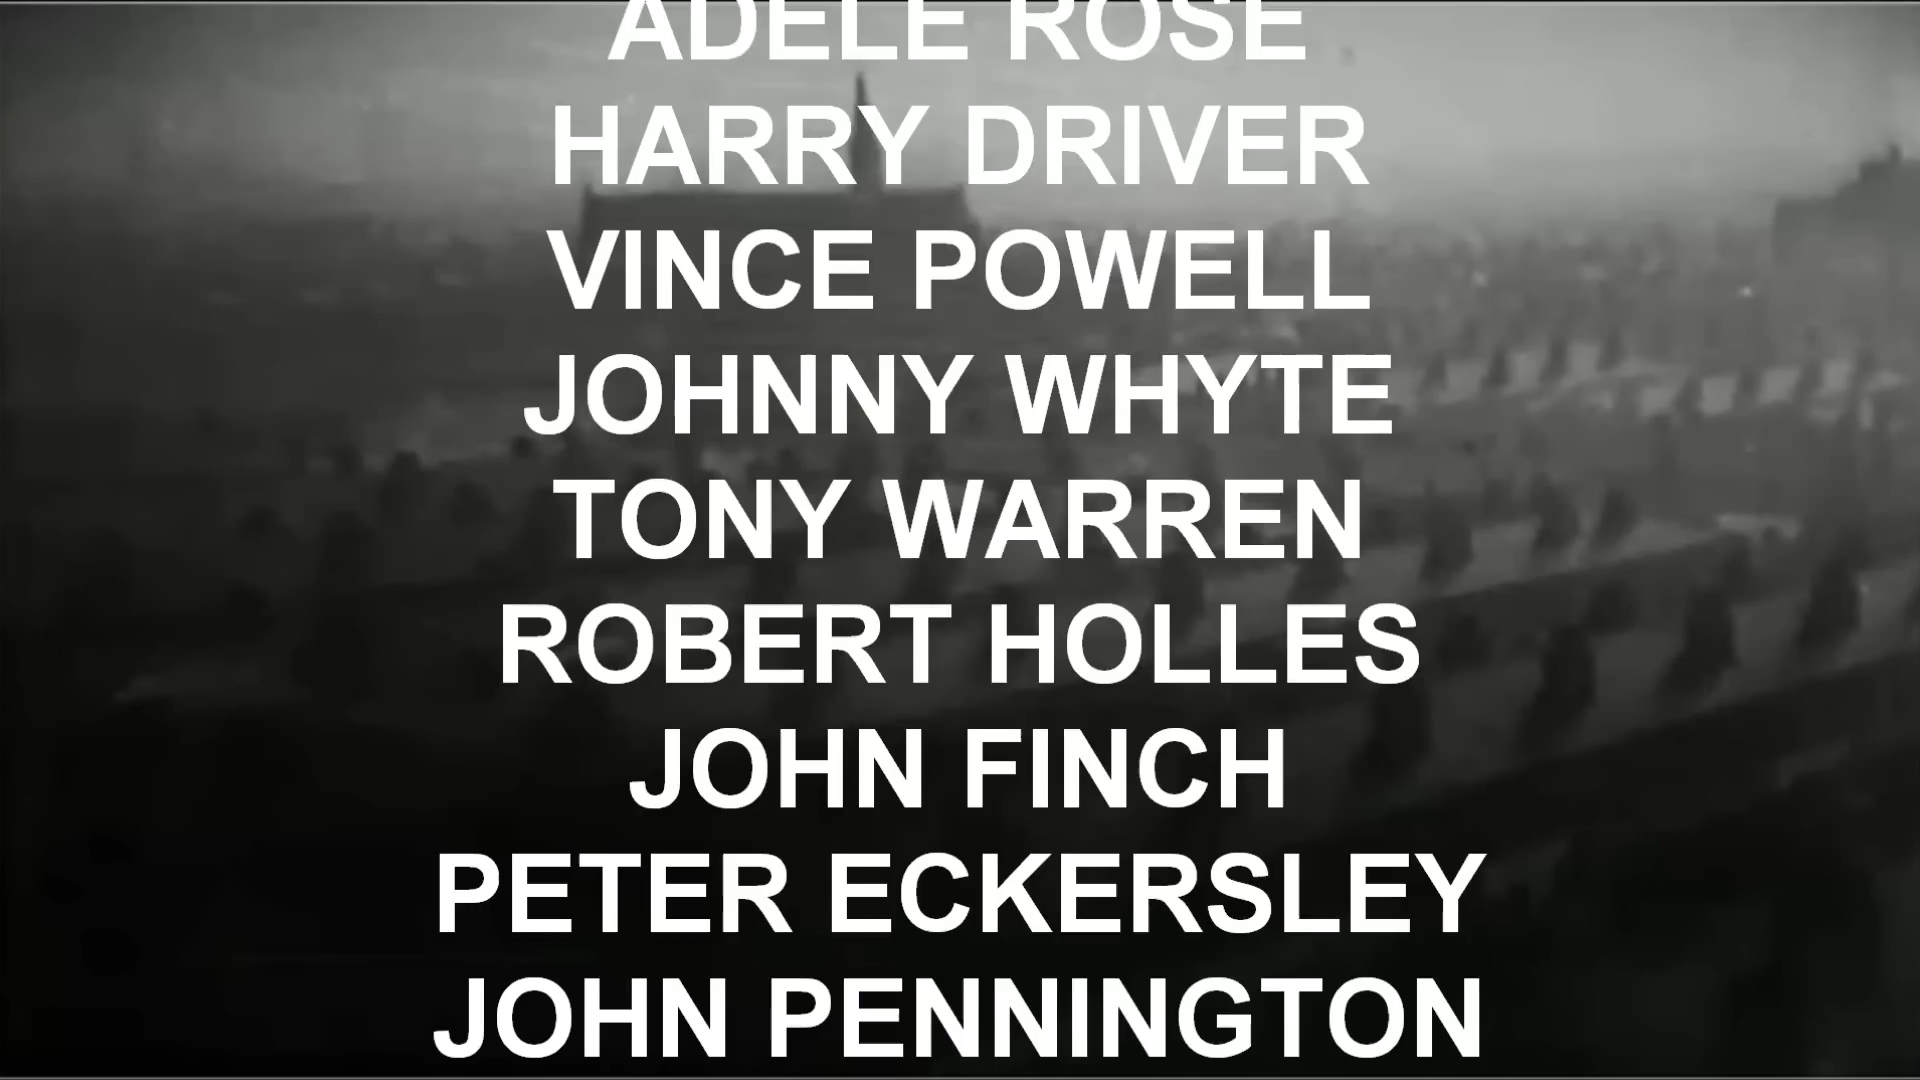 ADELE ROSE
HARRY DRIVER
VINCE POWELL
JOHNNY WHYTE
TONY WARREN
ROBERT HOLLES
JOHN FINCH
PETER ECKERSLEY
JOHN PENNINGTON